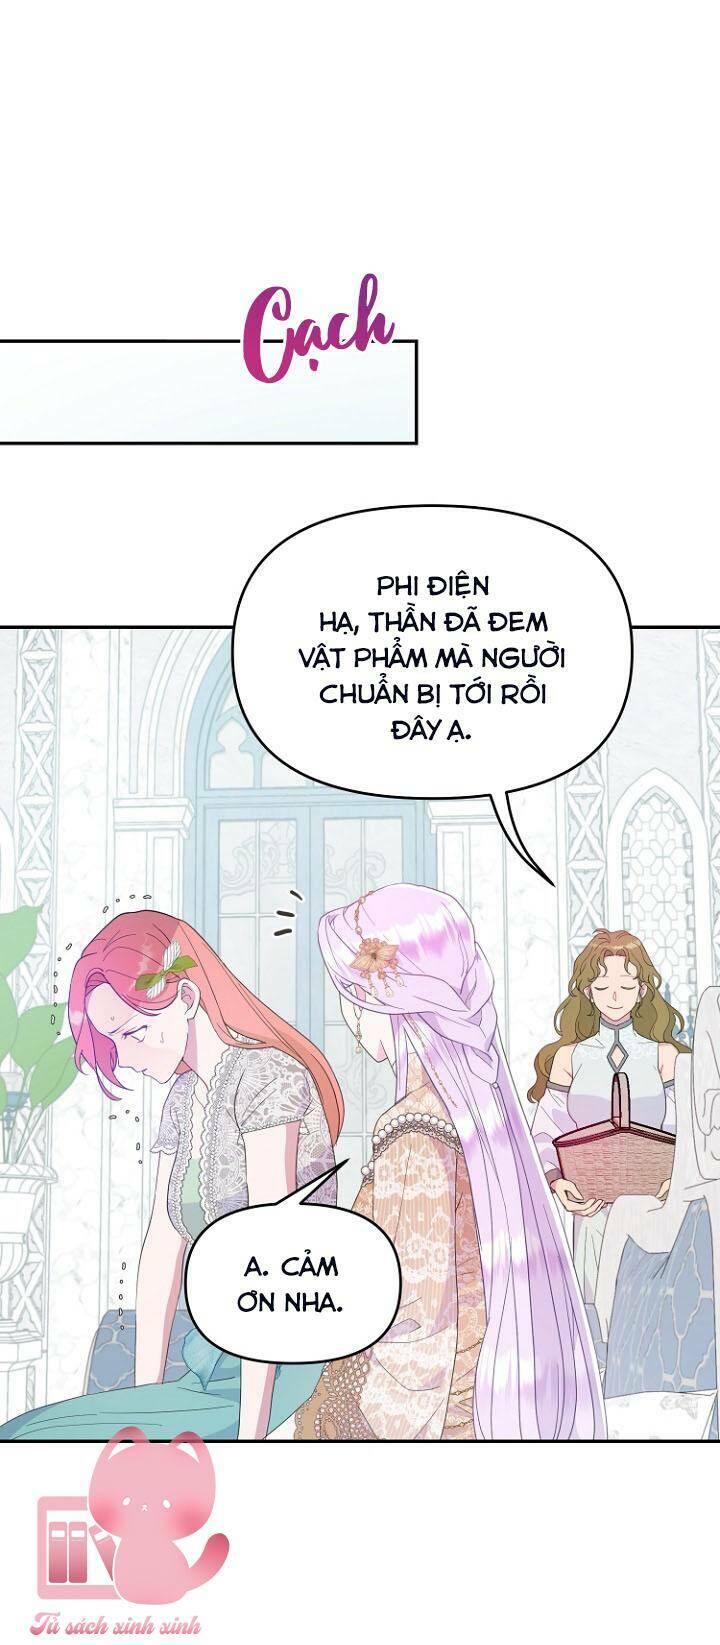 Cạch
PHI ĐIỆN
HẠ, THẦN ĐÃ ĐEM
VẬT PHẨM MÀ NGƯỜI
CHUẨN BỊ TỚI RỒI
ĐÂY Ạ.
A. CẢM
ƠN NHA.
Tủ sách xinh xinh